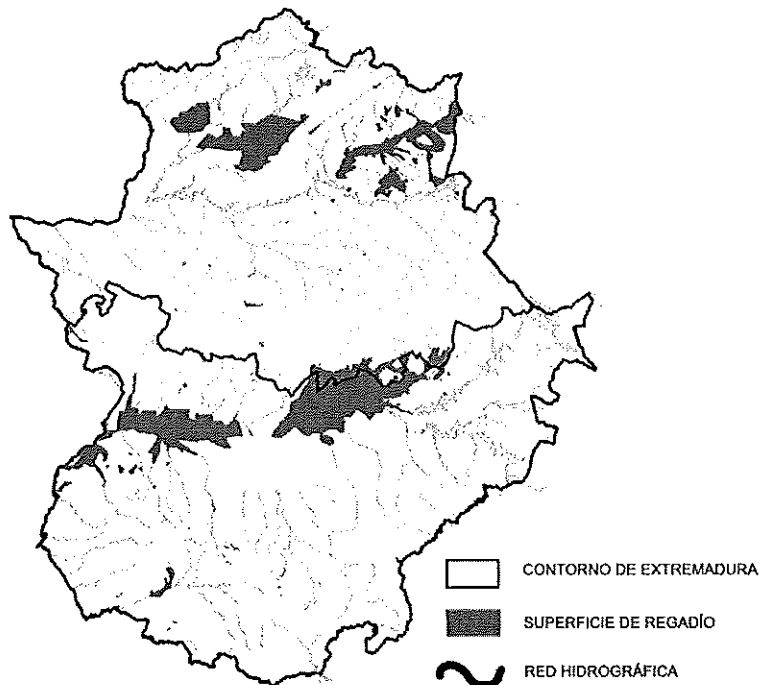 CONTORNO DE EXTREMADURA
SUPERFICIE DE REGADÍO
RED HIDROGRÁFICA